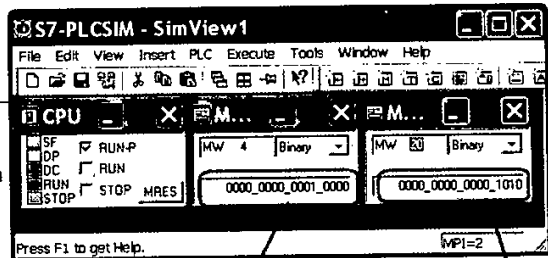 S7-PLCSIM - SimView1
File Edit View Insert PLC Execute Tools Window Help
CPU
SF
DP
DC
RUN
STOP
RUN-P
RUN
STOP MRES
M...
MW 4 Binary
0000_0000_0001_0000
M...
MW 20 Binary
0000_0000_0000_1010
Press F1 to get Help.
MPI=2